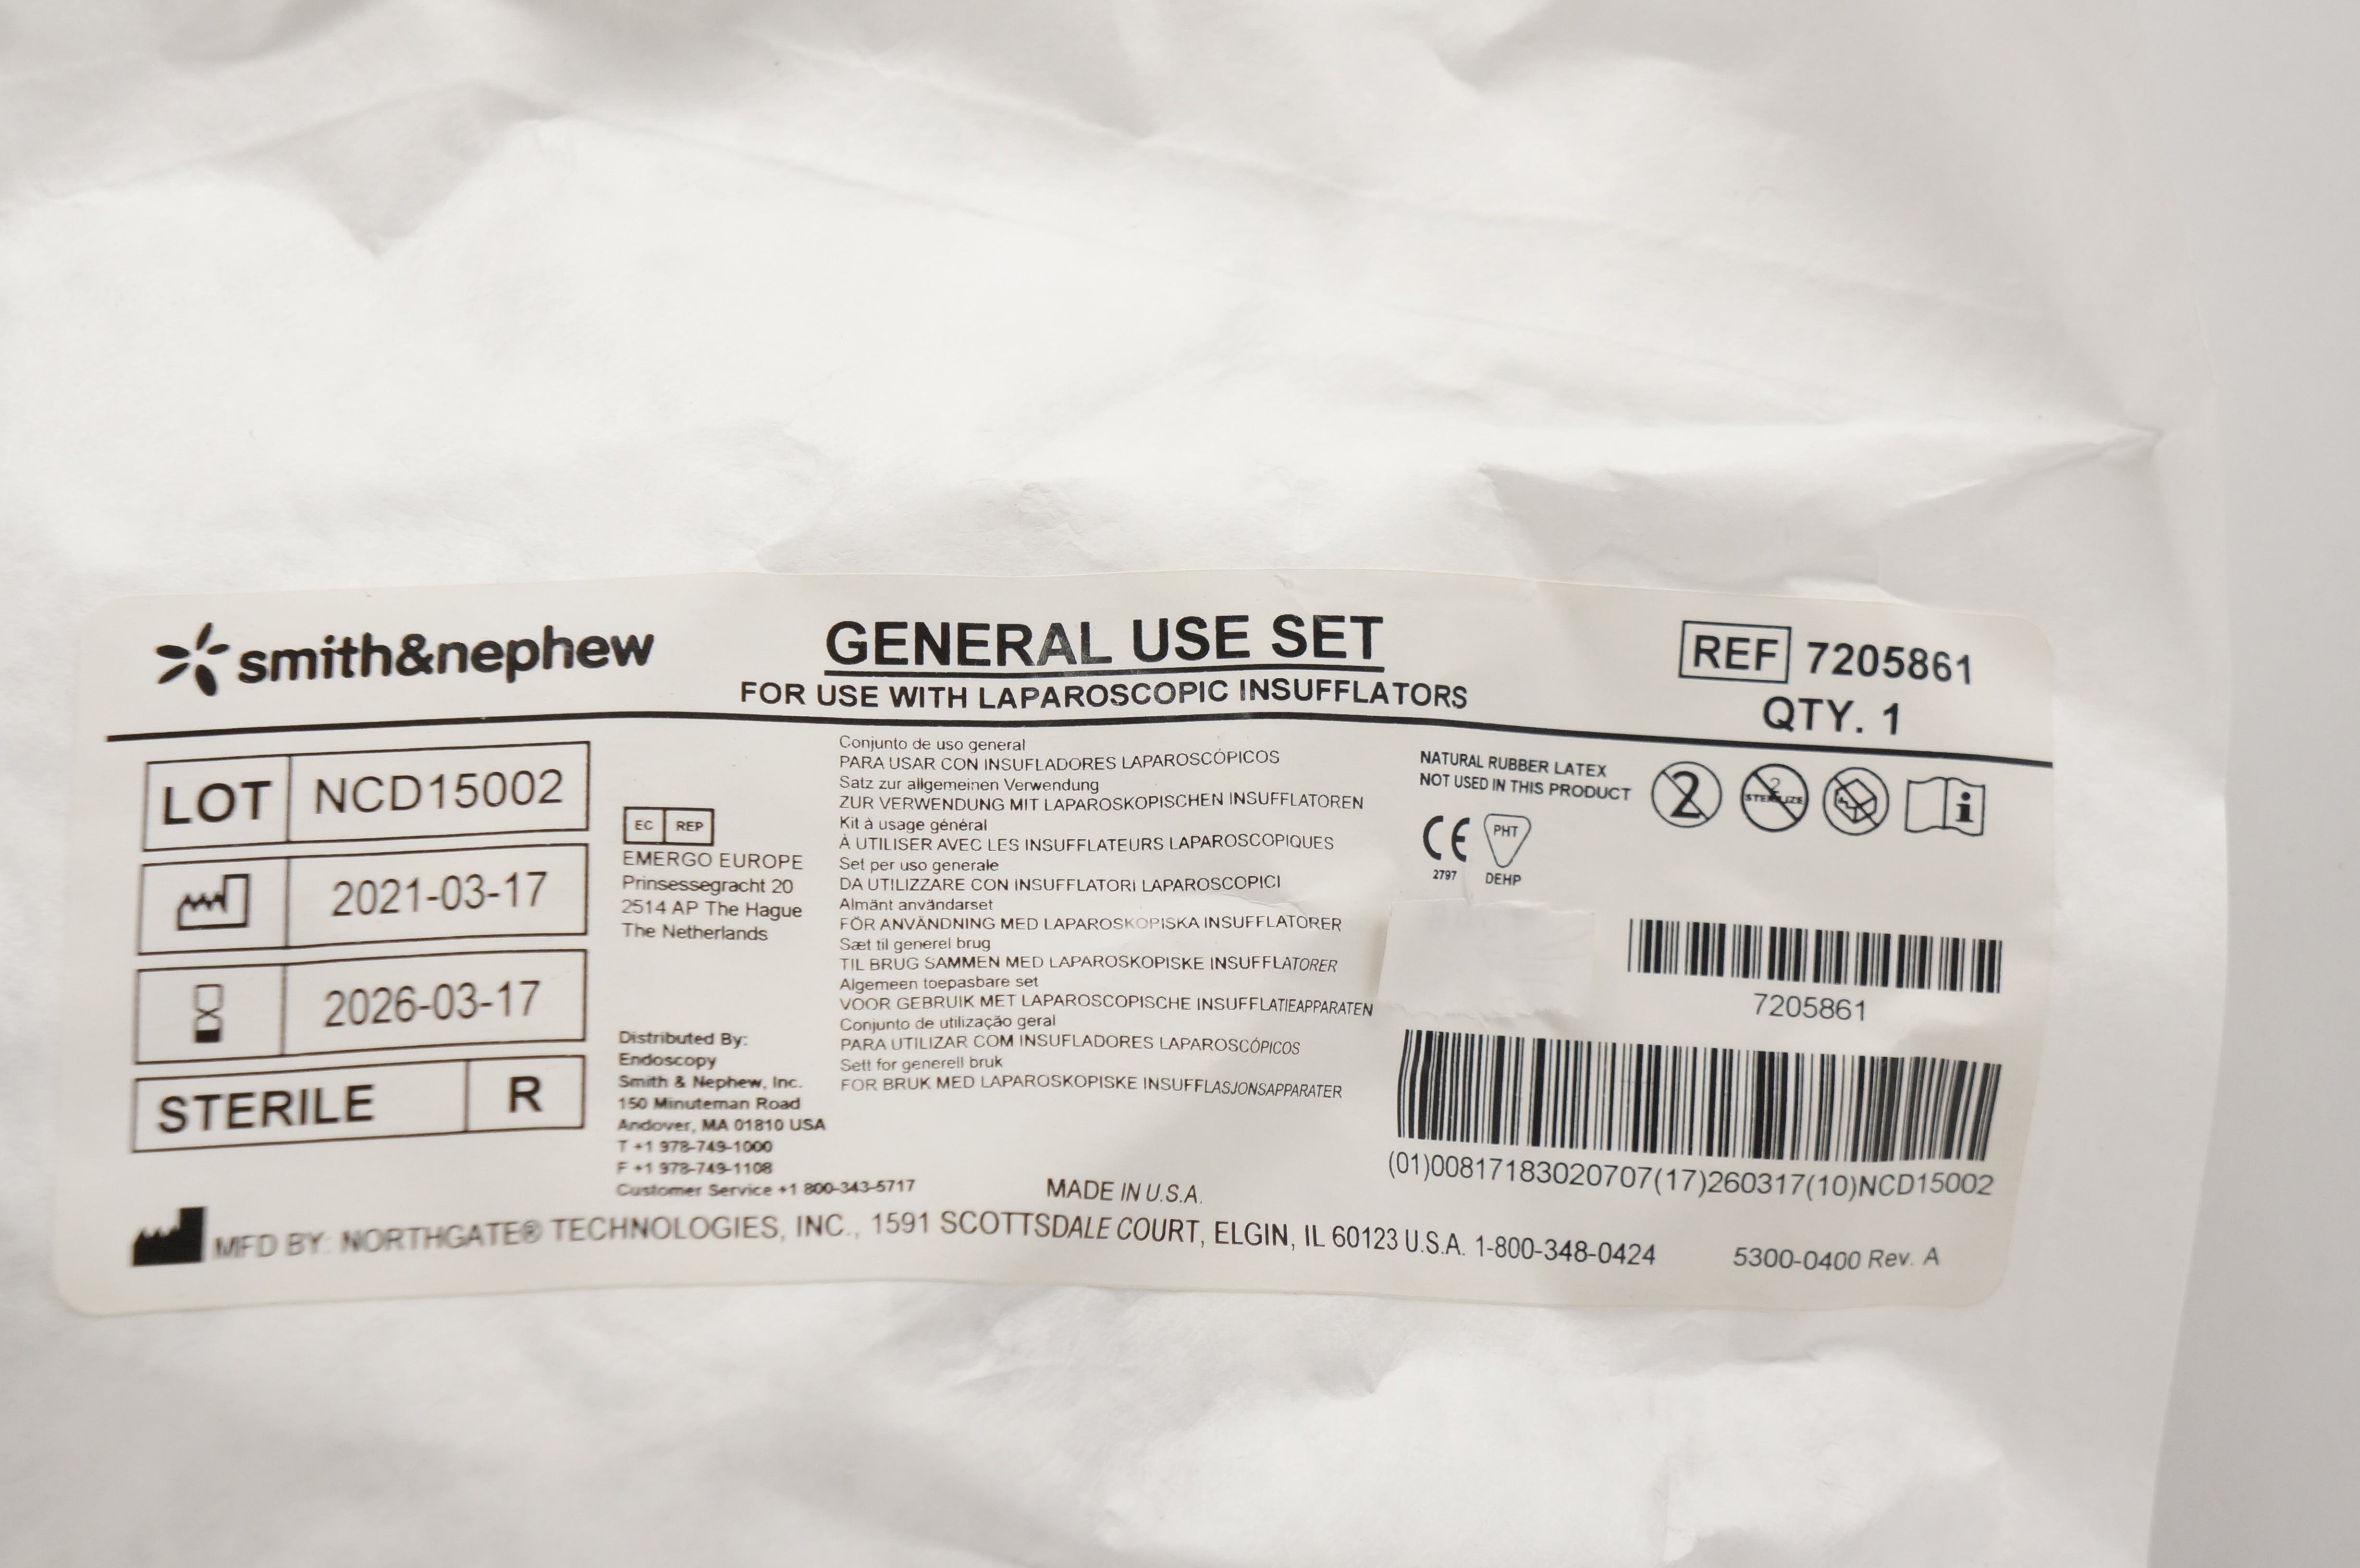 smith&nephew
GENERAL USE SET
FOR USE WITH LAPAROSCOPIC INSUFFLATORS
REF 7205861
QTY. 1
LOT NCD15002
2021-03-17
2026-03-17
STERILE R
EC REP
EMERGO EUROPE
Prinsessegracht 20
2514 AP The Hague
The Netherlands
Distributed By:
Endoscopy
Smith & Nephew, Inc.
150 Minuteman Road
Andover, MA 01810 USA
T +1 978-749-1000
F +1 978-749-1108
Customer Service +1 800-343-5717
Conjunto de uso general
PARA USAR CON INSUFLADORES LAPAROSCÓPICOS
Satz zur allgemeinen Verwendung
ZUR VERWENDUNG MIT LAPAROSKOPISCHEN INSUFFLATOREN
Kit à usage général
À UTILISER AVEC LES INSUFFLATEURS LAPAROSCOPIQUES
Set per uso generale
DA UTILIZZARE CON INSUFFLATORI LAPAROSCOPICI
Almänt användarset
FÖR ANVÄNDNING MED LAPAROSKOPISKA INSUFFLATORER
Sæt til generel brug
TIL BRUG SAMMEN MED LAPAROSKOPISKE INSUFFLATORER
Algemeen toepasbare set
VOOR GEBRUIK MET LAPAROSCOPISCHE INSUFFLATIEAPPARATEN
Conjunto de utilização geral
PARA UTILIZAR COM INSUFLADORES LAPAROSCÓPICOS
Sett for generell bruk
FOR BRUK MED LAPAROSKOPISKE INSUFFLASJONSAPPARATER
MADE IN U.S.A.
NATURAL RUBBER LATEX
NOT USED IN THIS PRODUCT
2
2
STERILIZE
i
CE
2797
PHT
DEHP
7205861
(01)00817183020707(17)260317(10)NCD15002
MFD BY: NORTHGATE® TECHNOLOGIES, INC., 1591 SCOTTSDALE COURT, ELGIN, IL 60123 U.S.A. 1-800-348-0424
5300-0400 Rev. A